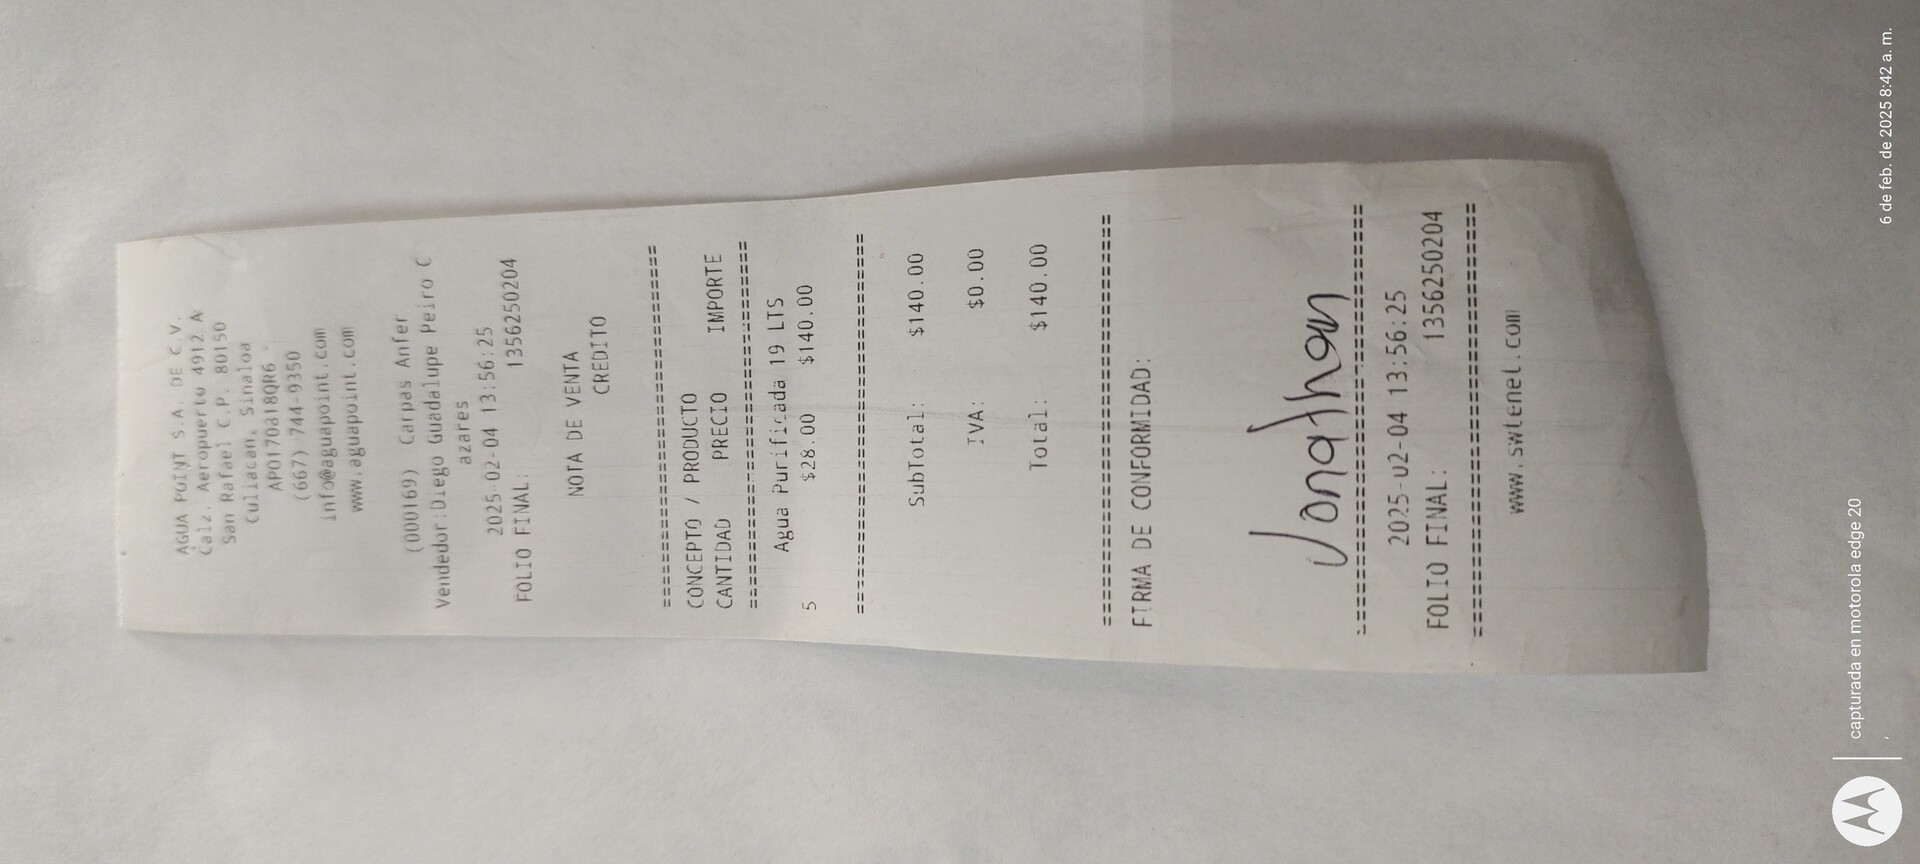 AGUA POINT S.A. DE C.V.
Calz. Aeropuerto 4912 A
San Rafael C.P. 80150
Culiacan, Sinaloa
APO170318QR6
(667) 744-9350
info@aguapoint.com
www.aguapoint.com
(000169) Carpas Anfer
Vendedor:Diego Guadalupe Peiro C
azares
2025-02-04 13:56:25
FOLIO FINAL: 1356250204
NOTA DE VENTA
CREDITO
================================
CONCEPTO / PRODUCTO
CANTIDAD PRECIO IMPORTE
================================
Agua Purificada 19 LTS
5 $28.00 $140.00
================================
SubTotal: $140.00
IVA: $0.00
Total: $140.00
================================
FIRMA DE CONFORMIDAD:
Jonathan
================================
2025-02-04 13:56:25
FOLIO FINAL: 1356250204
================================
www.swtenet.com
capturada en motorola edge 20
6 de feb. de 2025 8:42 a. m.